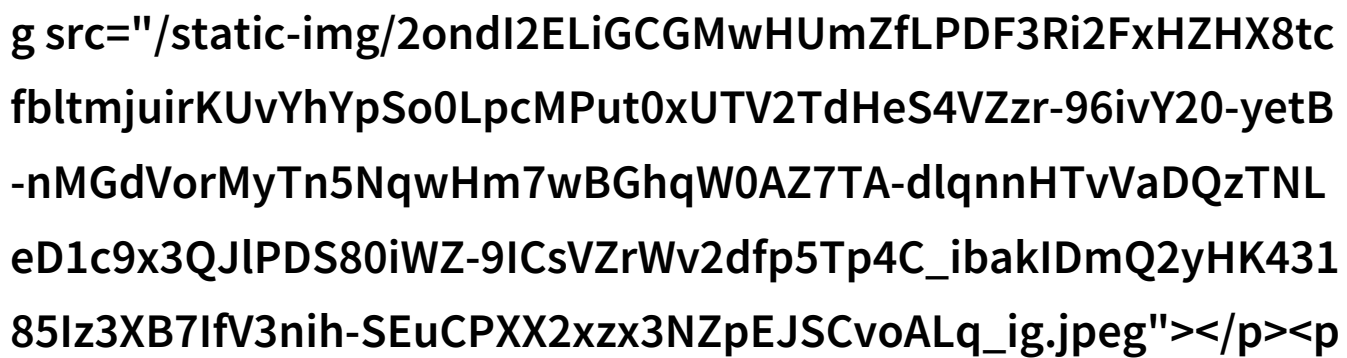 g src="/static-img/2ondI2ELiGCGMwHUmZfLPDF3Ri2FxHZHX8tc
fbltmjuirKUvYhYpSo0LpcMPut0xUTV2TdHeS4VZzr-96ivY20-yetB
-nMGdVorMyTn5NqwHm7wBGhqW0AZ7TA-dlqnnHTvVaDQzTNL
eD1c9x3QJlPDS80iWZ-9ICsVZrWv2dfp5Tp4C_ibakIDmQ2yHK431
85Iz3XB7IfV3nih-SEuCPXX2xzx3NZpEJSCvoALq_ig.jpeg"></p><p